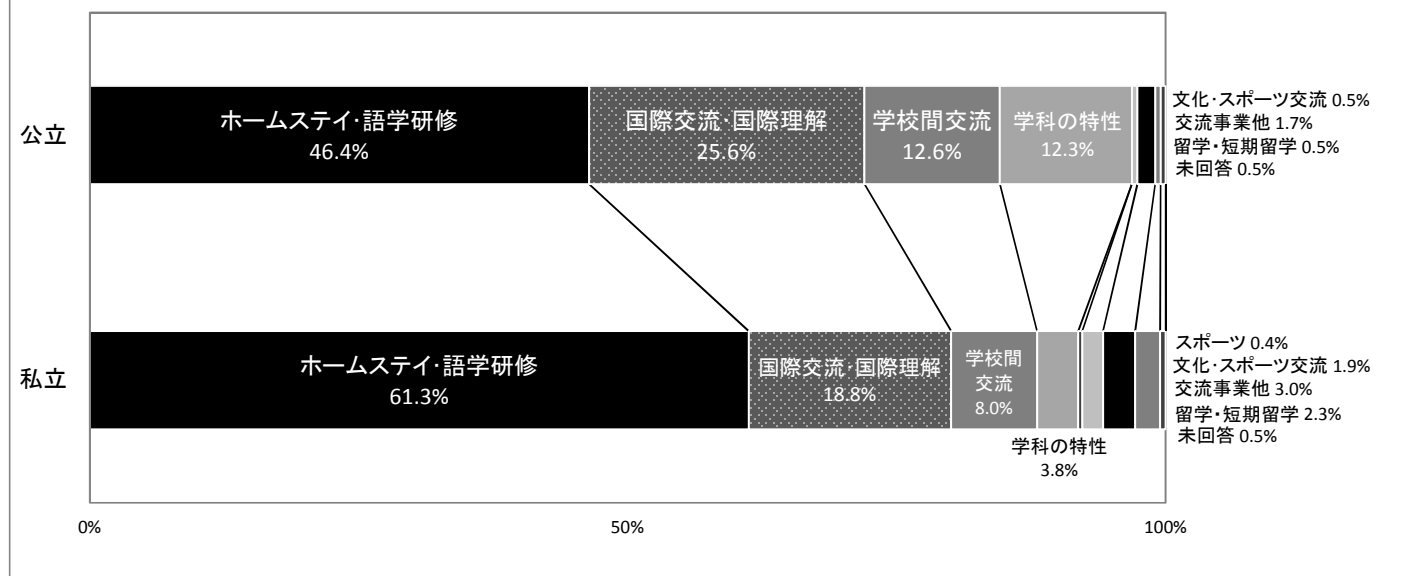 公立
ホームステイ･語学研修
46.4%
国際交流･国際理解
25.6%
学校間交流
12.6%
学科の特性
12.3%
文化･スポーツ交流 0.5%
交流事業他 1.7%
留学・短期留学 0.5%
未回答 0.5%
私立
ホームステイ･語学研修
61.3%
国際交流･国際理解
18.8%
学校間
交流
8.0%
学科の特性
3.8%
スポーツ 0.4%
文化･スポーツ交流 1.9%
交流事業他 3.0%
留学・短期留学 2.3%
未回答 0.5%
0%
50%
100%